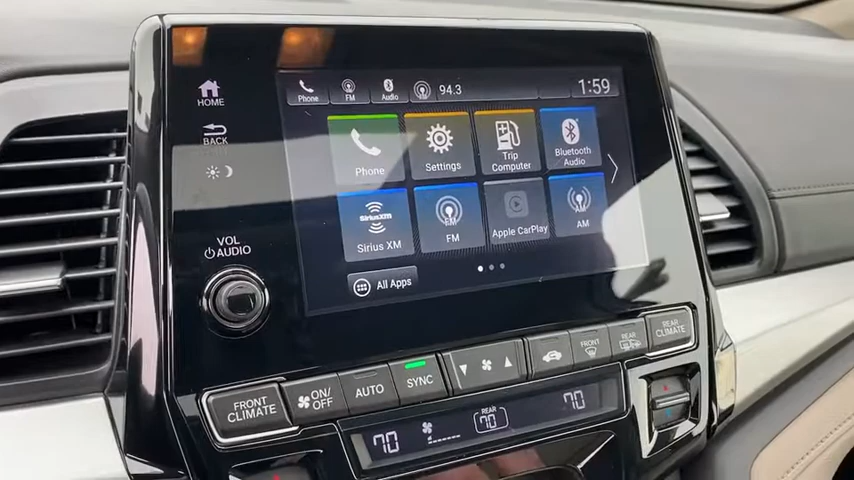 HOME
BACK
VOL
AUDIO
Phone FM Audio 94.3 1:59
Phone Settings Trip Computer Bluetooth Audio
SiriusXM
Sirius XM FM Apple CarPlay AM
All Apps
FRONT CLIMATE
ON/OFF
AUTO
SYNC
FRONT
REAR
REAR CLIMATE
70
REAR
70
70